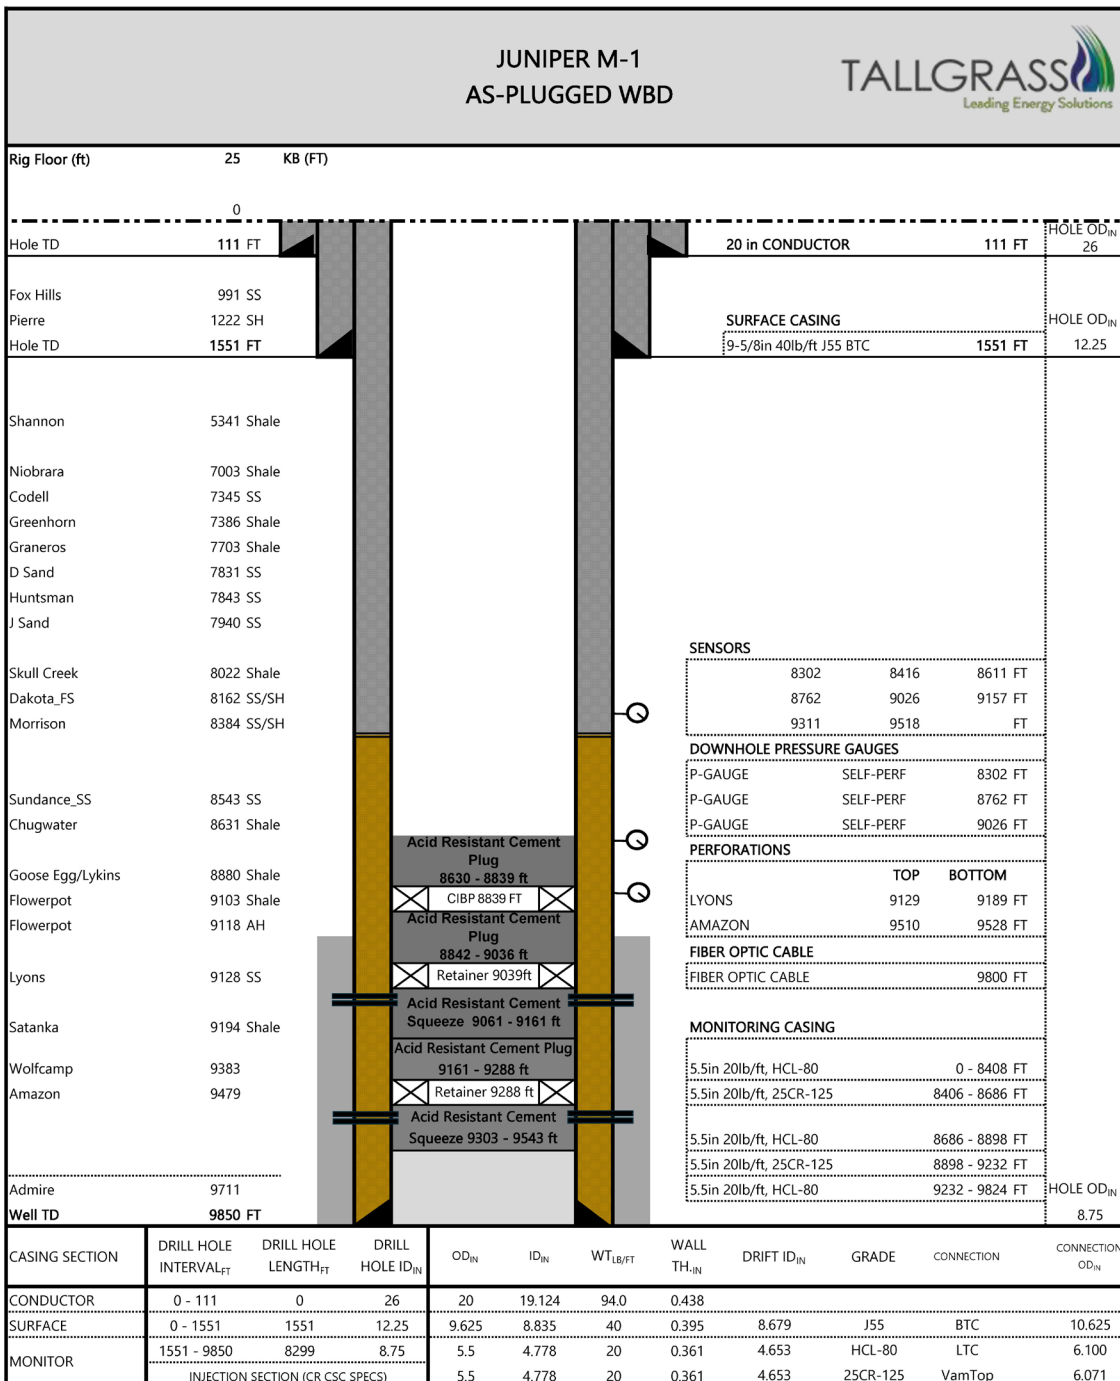 JUNIPER M-1
AS-PLUGGED WBD
TALLGRASS
Leading Energy Solutions
Rig Floor (ft) 25 KB (FT)
0
Hole TD 111 FT
20 in CONDUCTOR 111 FT
HOLE OD IN
26
Fox Hills 991 SS
Pierre 1222 SH
SURFACE CASING
HOLE OD IN
Hole TD 1551 FT
9-5/8in 40lb/ft J55 BTC 1551 FT 12.25
Shannon 5341 Shale
Niobrara 7003 Shale
Codell 7345 SS
Greenhorn 7386 Shale
Graneros 7703 Shale
D Sand 7831 SS
Huntsman 7843 SS
J Sand 7940 SS
Skull Creek 8022 Shale
Dakota_FS 8162 SS/SH
Morrison 8384 SS/SH
Sundance_SS 8543 SS
Chugwater 8631 Shale
Goose Egg/Lykins 8880 Shale
Flowerpot 9103 Shale
Flowerpot 9118 AH
Lyons 9128 SS
Satanka 9194 Shale
Wolfcamp 9383
Amazon 9479
Admire 9711
Well TD 9850 FT
Acid Resistant Cement
Plug
8630 - 8839 ft
CIBP 8839 FT
Acid Resistant Cement
Plug
8842 - 9036 ft
Retainer 9039ft
Acid Resistant Cement
Squeeze 9061 - 9161 ft
Acid Resistant Cement Plug
9161 - 9288 ft
Retainer 9288 ft
Acid Resistant Cement
Squeeze 9303 - 9543 ft
SENSORS
8302 8416 8611 FT
8762 9026 9157 FT
9311 9518 FT
DOWNHOLE PRESSURE GAUGES
P-GAUGE SELF-PERF 8302 FT
P-GAUGE SELF-PERF 8762 FT
P-GAUGE SELF-PERF 9026 FT
PERFORATIONS
TOP BOTTOM
LYONS 9129 9189 FT
AMAZON 9510 9528 FT
FIBER OPTIC CABLE
FIBER OPTIC CABLE 9800 FT
MONITORING CASING
5.5in 20lb/ft, HCL-80 0 - 8408 FT
5.5in 20lb/ft, 25CR-125 8406 - 8686 FT
5.5in 20lb/ft, HCL-80 8686 - 8898 FT
5.5in 20lb/ft, 25CR-125 8898 - 9232 FT
5.5in 20lb/ft, HCL-80 9232 - 9824 FT
HOLE OD IN
8.75
CASING SECTION DRILL HOLE INTERVAL FT DRILL HOLE LENGTH FT DRILL HOLE ID IN OD IN ID IN WT LB/FT WALL TH. IN DRIFT ID IN GRADE CONNECTION CONNECTION OD IN
CONDUCTOR 0 - 111 0 26 20 19.124 94.0 0.438
SURFACE 0 - 1551 1551 12.25 9.625 8.835 40 0.395 8.679 J55 BTC 10.625
MONITOR 1551 - 9850 8299 8.75 5.5 4.778 20 0.361 4.653 HCL-80 LTC 6.100
INJECTION SECTION (CR CSC SPECS) 5.5 4.778 20 0.361 4.653 25CR-125 VamTop 6.071